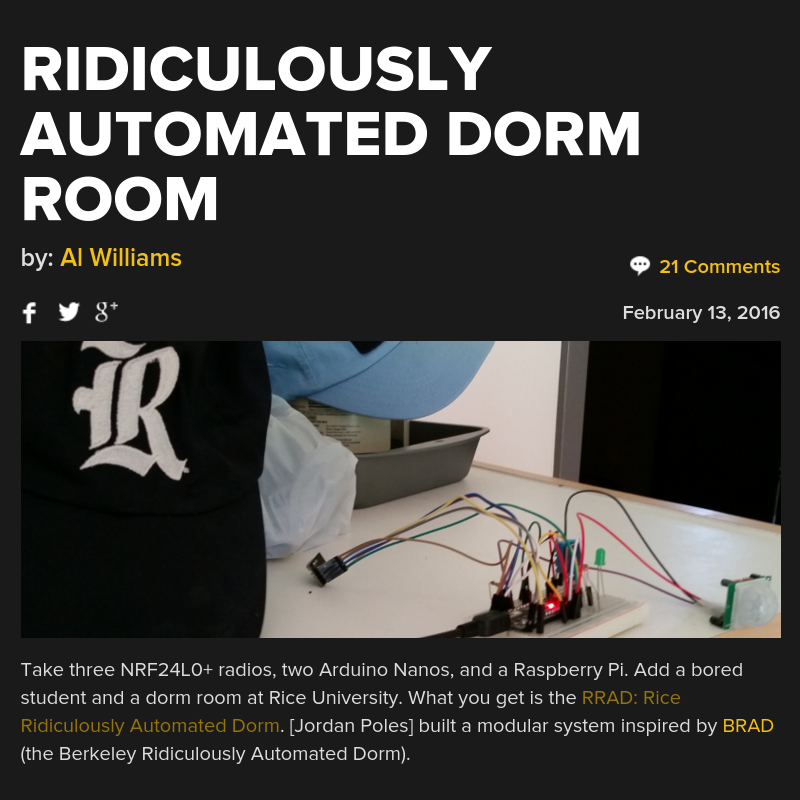 RIDICULOUSLY
AUTOMATED DORM
ROOM
by: Al Williams
21 Comments
February 13, 2016
R
Take three NRF24L0+ radios, two Arduino Nanos, and a Raspberry Pi. Add a bored
student and a dorm room at Rice University. What you get is the RRAD: Rice
Ridiculously Automated Dorm. [Jordan Poles] built a modular system inspired by BRAD
(the Berkeley Ridiculously Automated Dorm).